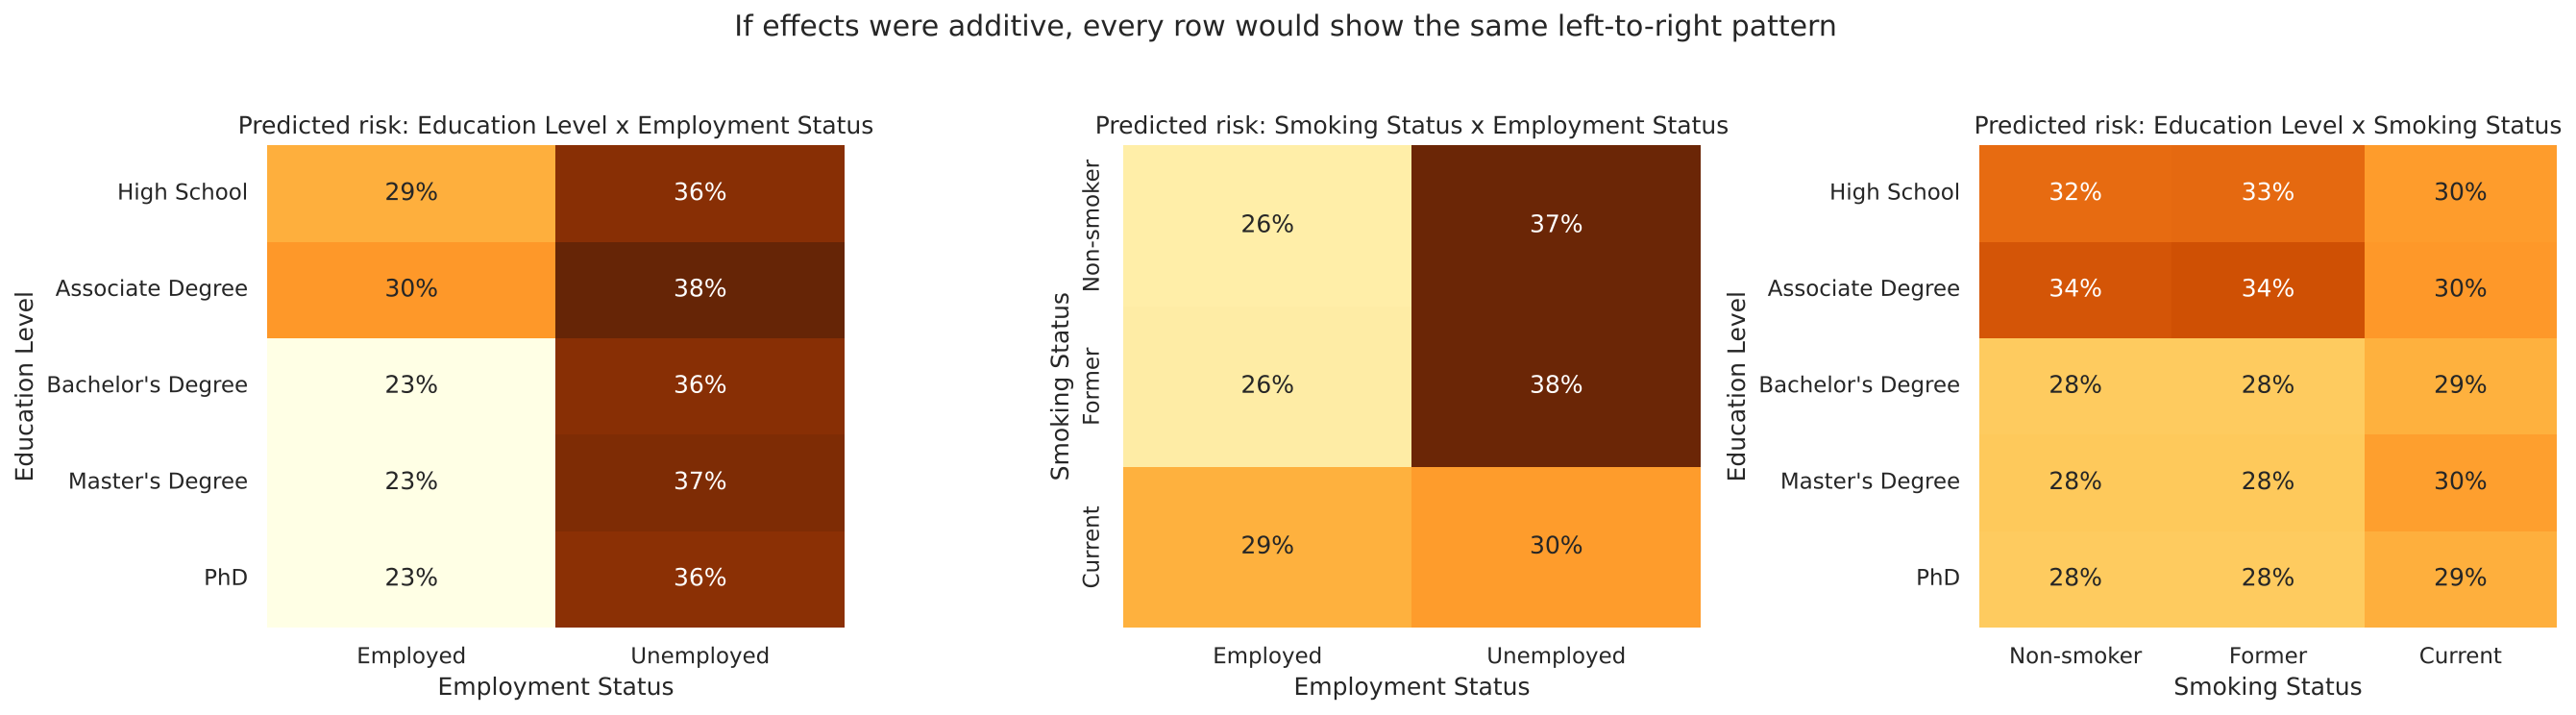 If effects were additive, every row would show the same left-to-right pattern
Predicted risk: Education Level x Employment Status
Education Level
High School 29% 36%
Associate Degree 30% 38%
Bachelor's Degree 23% 36%
Master's Degree 23% 37%
PhD 23% 36%
Employed Unemployed
Employment Status
Predicted risk: Smoking Status x Employment Status
Smoking Status
Non-smoker 26% 37%
Former 26% 38%
Current 29% 30%
Employed Unemployed
Employment Status
Predicted risk: Education Level x Smoking Status
Education Level
High School 32% 33% 30%
Associate Degree 34% 34% 30%
Bachelor's Degree 28% 28% 29%
Master's Degree 28% 28% 30%
PhD 28% 28% 29%
Non-smoker Former Current
Smoking Status